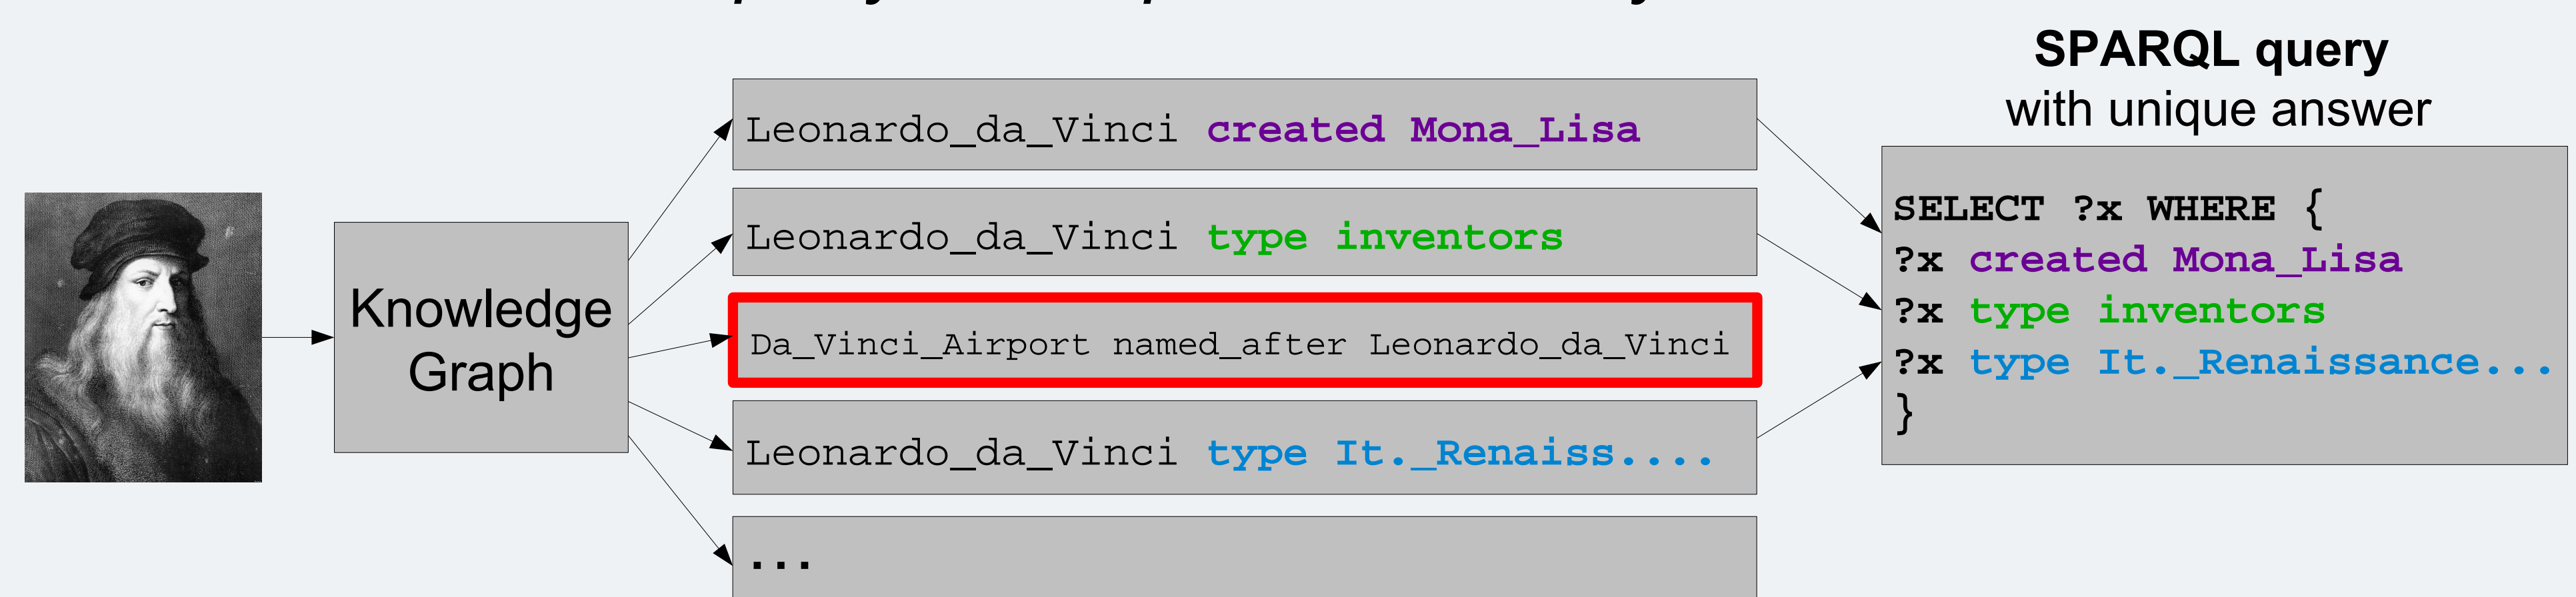 SPARQL query
with unique answer
Leonardo_da_Vinci created Mona_Lisa
Leonardo_da_Vinci type inventors
Knowledge
Graph
Da_Vinci_Airport named_after Leonardo_da_Vinci
Leonardo_da_Vinci type It._Renaiss....
...
SELECT ?x WHERE {
?x created Mona_Lisa
?x type inventors
?x type It._Renaissance...
}